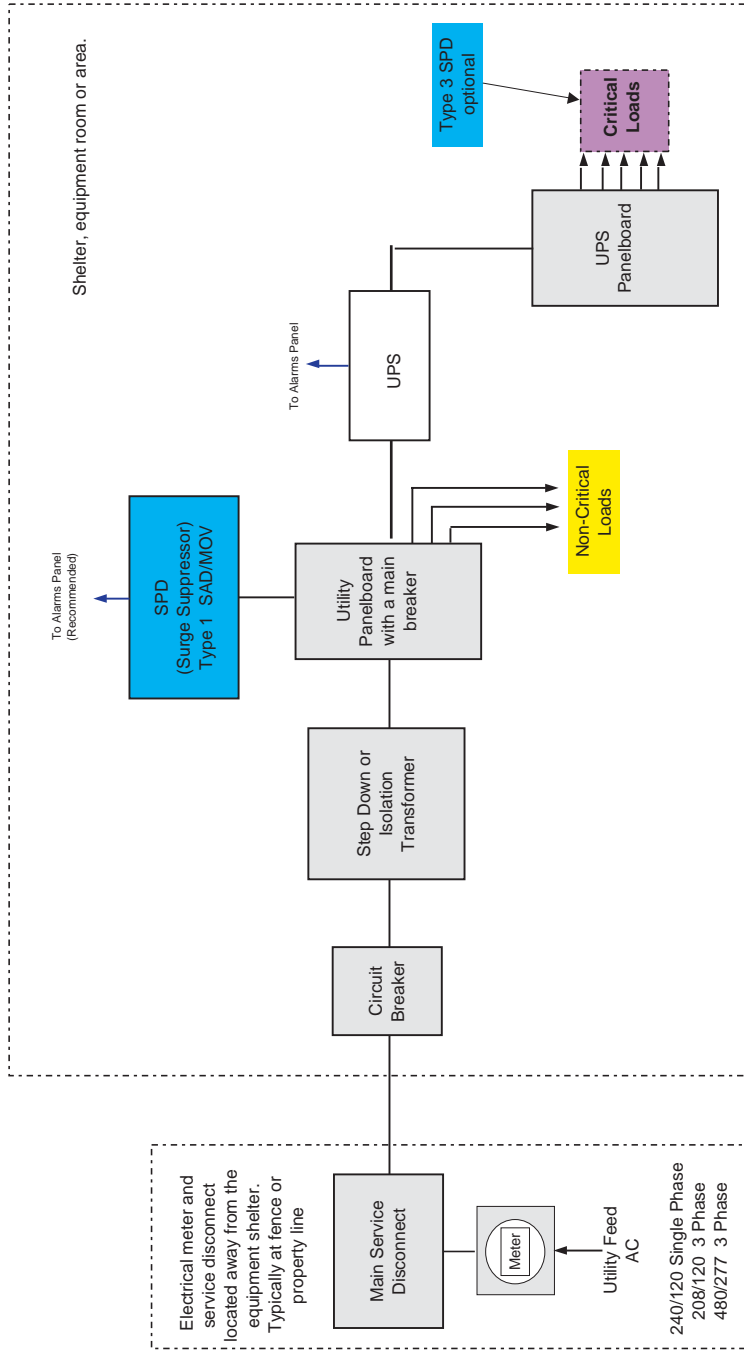 Electrical meter and
service disconnect
located away from the
equipment shelter.
Typically at fence or
property line
Main Service
Disconnect
Meter
Utility Feed
AC
240/120 Single Phase
208/120 3 Phase
480/277 3 Phase
Shelter, equipment room or area.
Circuit
Breaker
Step Down or
Isolation
Transformer
To Alarms Panel
(Recommended)
SPD
(Surge Suppressor)
Type 1 SAD/MOV
Utility
Panelboard
with a main
breaker
Non-Critical
Loads
To Alarms Panel
UPS
UPS
Panelboard
Type 3 SPD
optional
Critical
Loads